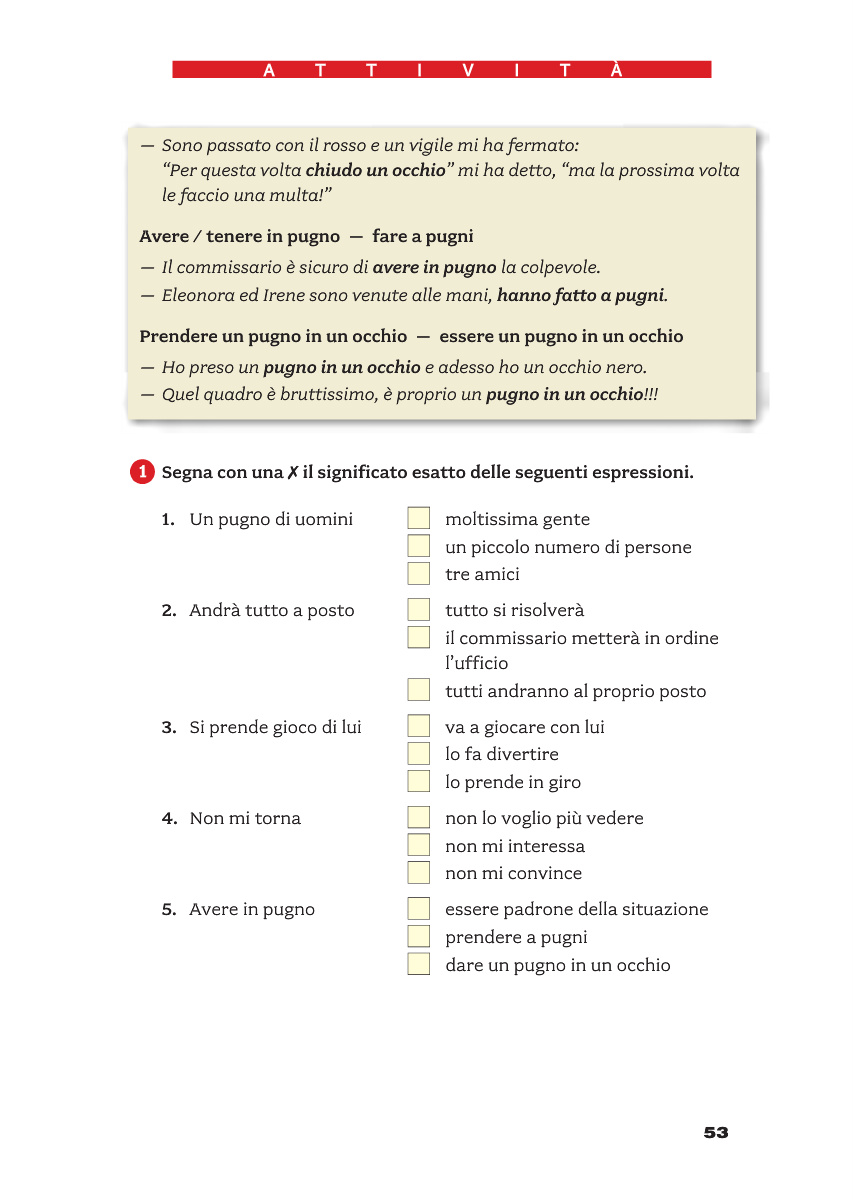 ATTIVITÀ
— Sono passato con il rosso e un vigile mi ha fermato:
“Per questa volta chiudo un occhio” mi ha detto, “ma la prossima volta
le faccio una multa!”
Avere / tenere in pugno — fare a pugni
— Il commissario è sicuro di avere in pugno la colpevole.
— Eleonora ed Irene sono venute alle mani, hanno fatto a pugni.
Prendere un pugno in un occhio — essere un pugno in un occhio
— Ho preso un pugno in un occhio e adesso ho un occhio nero.
— Quel quadro è bruttissimo, è proprio un pugno in un occhio!!!
1 Segna con una ✗ il significato esatto delle seguenti espressioni.
1. Un pugno di uomini
moltissima gente
un piccolo numero di persone
tre amici
2. Andrà tutto a posto
tutto si risolverà
il commissario metterà in ordine
l’ufficio
tutti andranno al proprio posto
3. Si prende gioco di lui
va a giocare con lui
lo fa divertire
lo prende in giro
4. Non mi torna
non lo voglio più vedere
non mi interessa
non mi convince
5. Avere in pugno
essere padrone della situazione
prendere a pugni
dare un pugno in un occhio
53